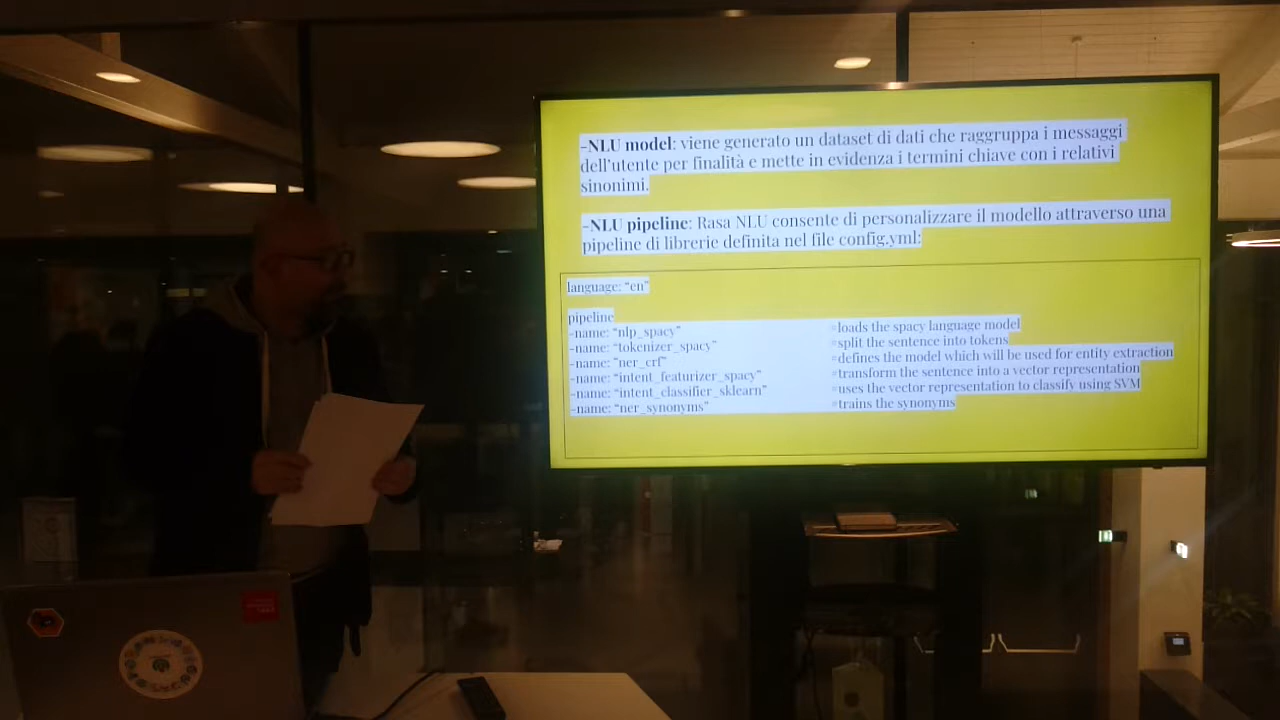 -NLU model: viene generato un dataset di dati che raggruppa i messaggi
dell'utente per finalità e mette in evidenza i termini chiave con i relativi
sinonimi.
-NLU pipeline: Rasa NLU consente di personalizzare il modello attraverso una
pipeline di librerie definita nel file config.yml:
language: “en”
pipeline
-name: “nlp_spacy” #loads the spacy language model
-name: “tokenizer_spacy” #split the sentence into tokens
-name: “ner_crf” #defines the model which will be used for entity extraction
-name: “intent_featurizer_spacy” #transform the sentence into a vector representation
-name: “intent_classifier_sklearn” #uses the vector representation to classify using SVM
-name: “ner_synonyms” #trains the synonyms